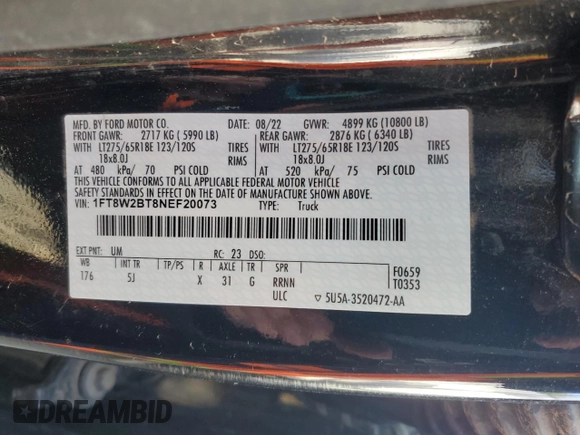 MFD. BY FORD MOTOR CO. 08/22 GVWR: 4899 KG (10800 LB)
FRONT GAWR: 2717 KG ( 5990 LB) REAR GAWR: 2876 KG ( 6340 LB)
WITH LT275/65R18E 123/120S TIRES WITH LT275/65R18E 123/120S TIRES
18x8.0J RIMS 18x8.0J RIMS
AT 480 kPa/ 70 PSI COLD AT 520 kPa/ 75 PSI COLD
THIS VEHICLE CONFORMS TO ALL APPLICABLE FEDERAL MOTOR VEHICLE
SAFETY STANDARDS IN EFFECT ON THE DATE OF MANUFACTURE SHOWN ABOVE.
VIN: 1FT8W2BT8NEF20073 TYPE: Truck
EXT PNT: UM RC: 23 DSO:
WB INT TR TP/PS R AXLE TR SPR F0659
176 5J X 31 G RRNN T0353
ULC 5U5A-3520472-AA
DREAMBID